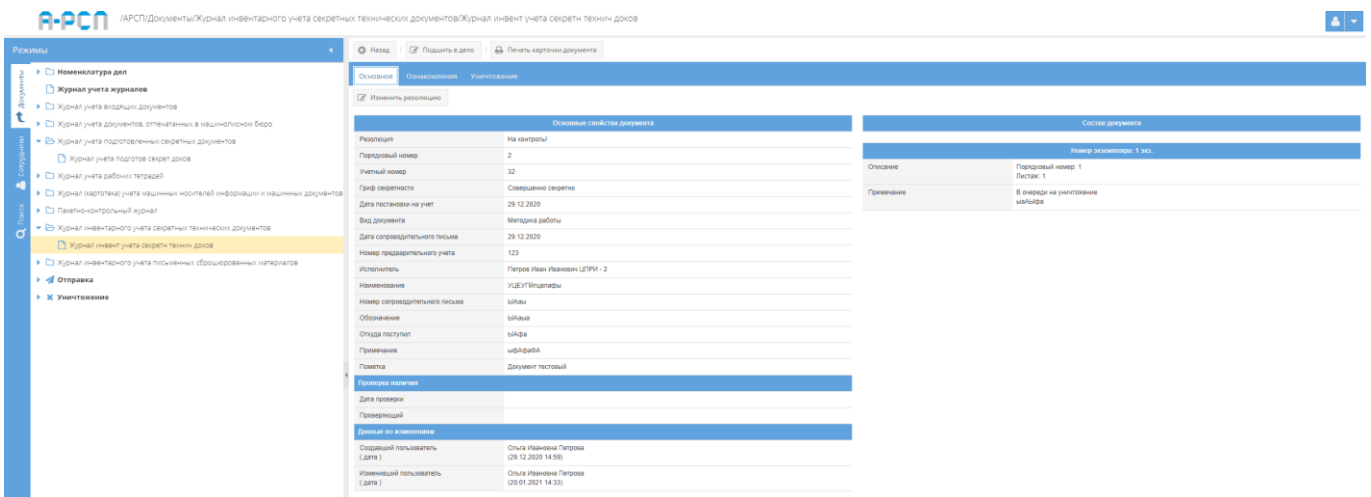 А-РСП
/АРСП/Документы/Журнал инвентарного учета секретных технических документов/Журнал инвент учета секретн технич доков
Режимы
Назад
Подшить в дело
Печать карточки документа
Документы
Сотрудники
Поиск
Номенклатура дел
Журнал учета журналов
Журнал учета входящих документов
Журнал учета документов, отпечатанных в машинописном бюро
Журнал учета подготовленных секретных документов
Журнал учета подготов секрет доков
Журнал учета рабочих тетрадей
Журнал (картотека) учета машинных носителей информации и машинных документов
Пакетно-контрольный журнал
Журнал инвентарного учета секретных технических документов
Журнал инвент учета секретн технич доков
Журнал инвентарного учета письменных сброшюрованных материалов
Отправка
Уничтожение
Основное
Ознакомления
Уничтожение
Изменить резолюцию
Основные свойства документа
Резолюция На контроль!
Порядковый номер 2
Учетный номер 32
Гриф секретности Совершенно секретно
Дата постановки на учет 29.12.2020
Вид документа Методика работы
Дата сопроводительного письма 29.12.2020
Номер предварительного учета 123
Исполнитель Петров Иван Иванович ЦПРИ - 2
Наименование УЦЕУПйпцвпафы
Номер сопроводительного письма ЫАвы
Обозначение ЫАвыв
Откуда поступил ЫАфа
Примечание ыфАфаФА
Пометка Документ тестовый
Проверка наличия
Дата проверки
Проверяющий
Данные по изменениям
Создавший пользователь Ольга Ивановна Петрова
( дата ) (29.12.2020 14:59)
Изменивший пользователь Ольга Ивановна Петрова
( дата ) (20.01.2021 14:33)
Состав документа
Номер экземпляра: 1 экз.
Описание Порядковый номер: 1
Листаж: 1
Примечание В очереди на уничтожение
ывАЫфа